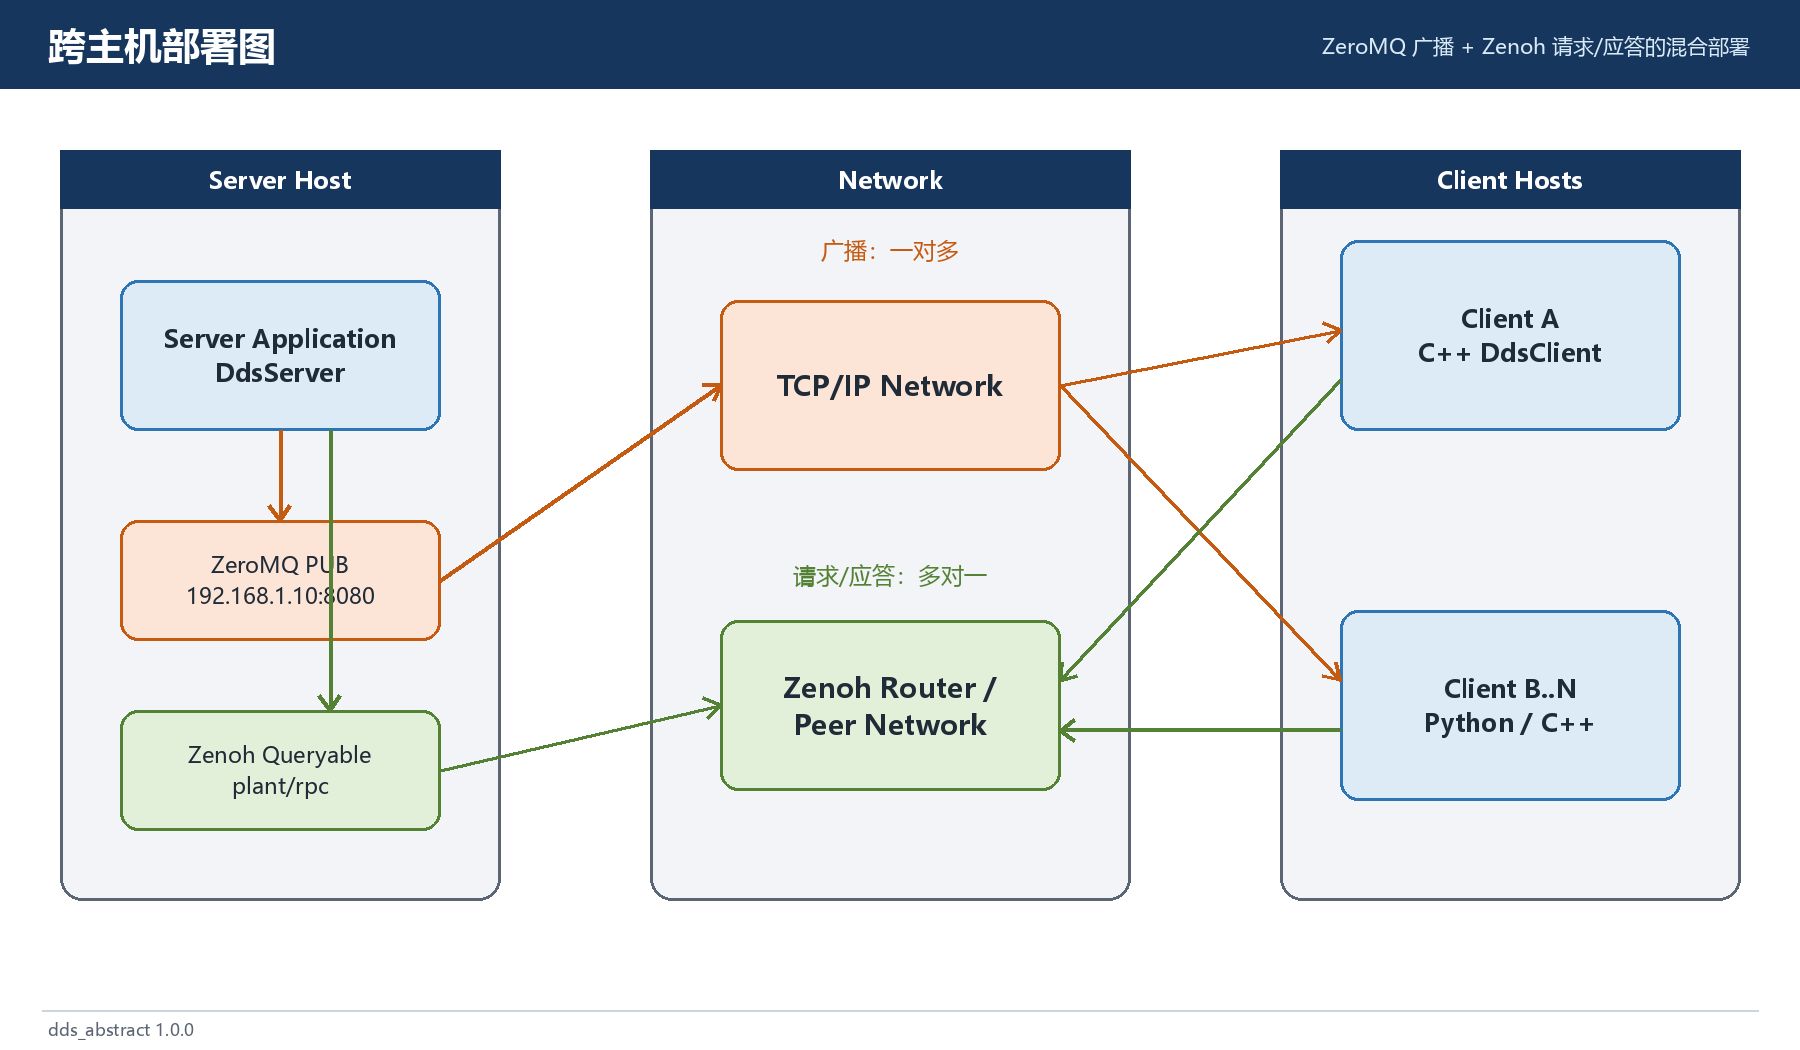 跨主机部署图
ZeroMQ 广播 + Zenoh 请求/应答的混合部署
Server Host
Server Application
DdsServer
ZeroMQ PUB
192.168.1.10:8080
Zenoh Queryable
plant/rpc
Network
广播：一对多
TCP/IP Network
请求/应答：多对一
Zenoh Router /
Peer Network
Client Hosts
Client A
C++ DdsClient
Client B..N
Python / C++
dds_abstract 1.0.0